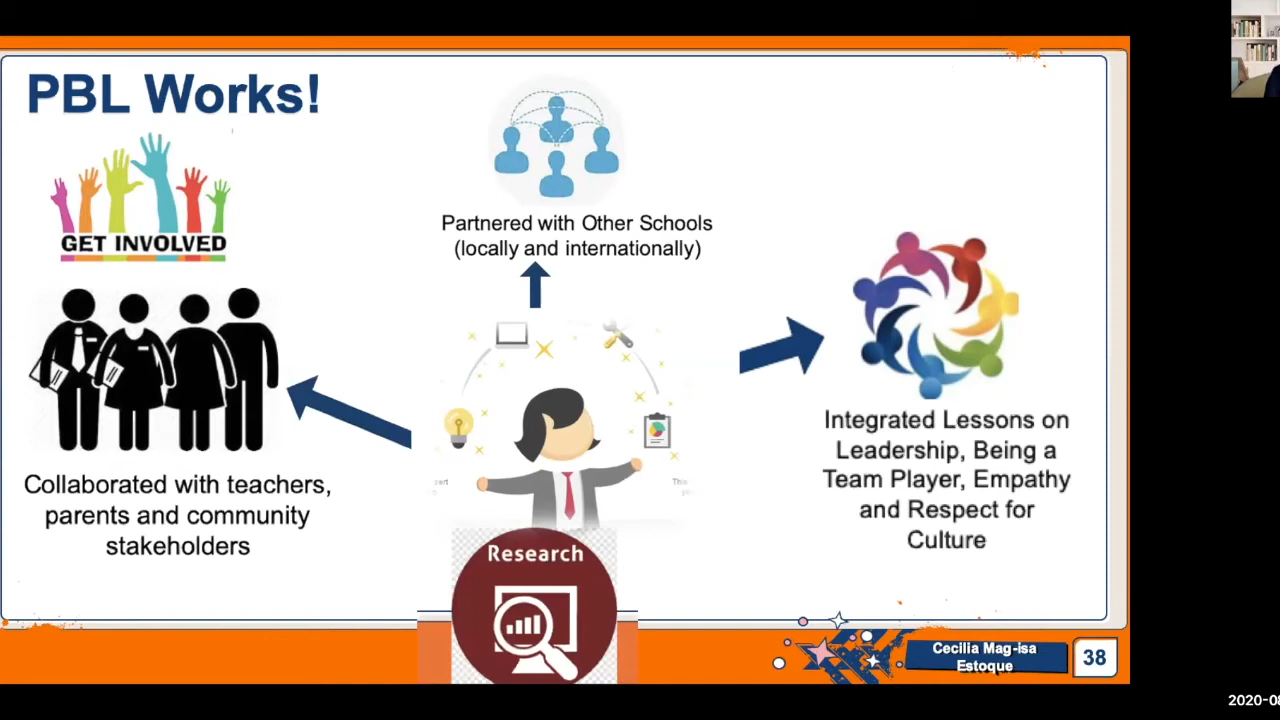 PBL Works!
GET INVOLVED
Partnered with Other Schools
(locally and internationally)
Collaborated with teachers,
parents and community
stakeholders
Integrated Lessons on
Leadership, Being a
Team Player, Empathy
and Respect for
Culture
Research
Cecilia Mag-isa
Estoque
38
2020-08